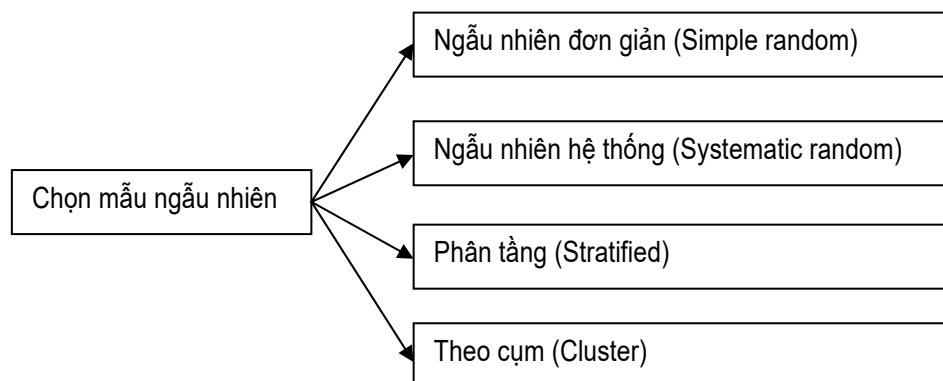 Ngẫu nhiên đơn giản (Simple random)
Ngẫu nhiên hệ thống (Systematic random)
Chọn mẫu ngẫu nhiên
Phân tầng (Stratified)
Theo cụm (Cluster)